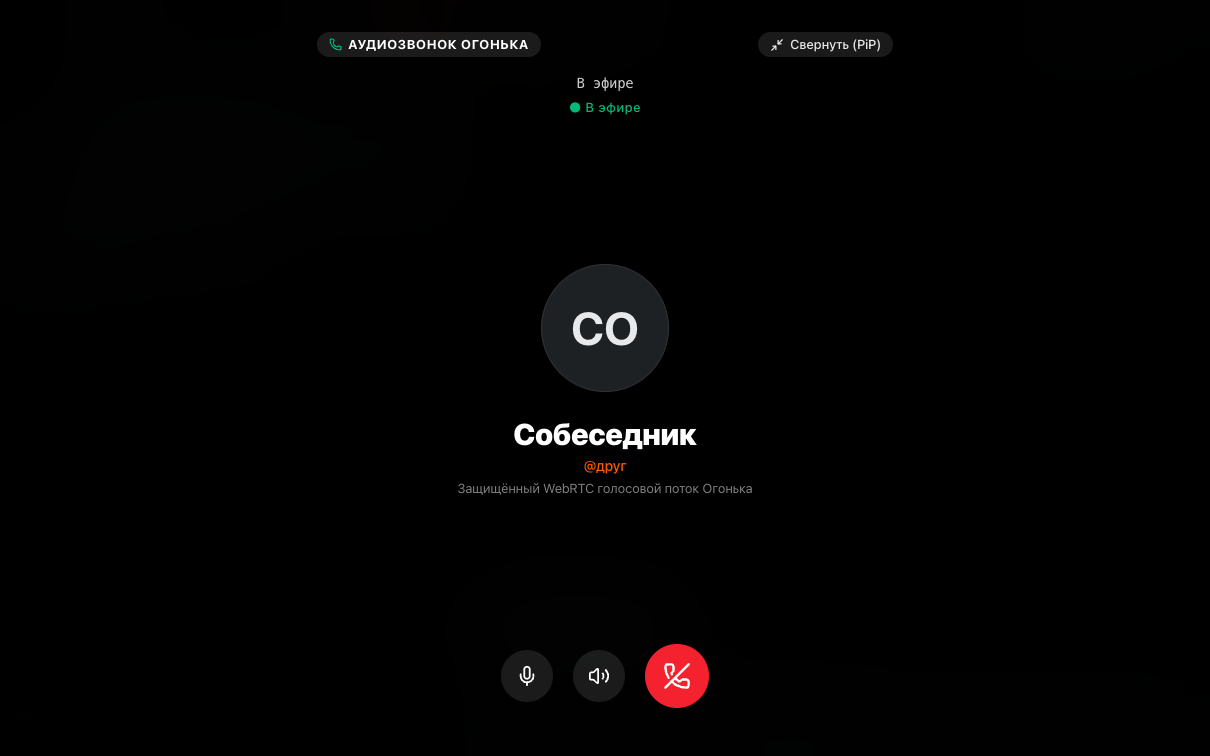 АУДИОЗВОНОК ОГОНЬКА
Свернуть (PiP)
В эфире
В эфире
СО
Собеседник
@друг
Защищённый WebRTC голосовой поток Огонька